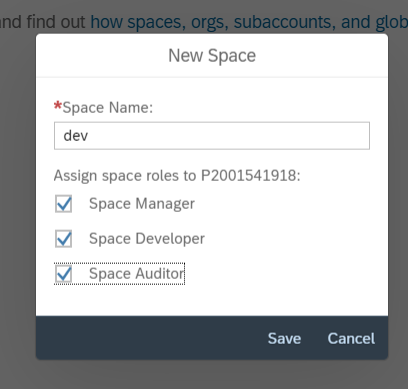 and find out how spaces, orgs, subaccounts, and glob
New Space
*Space Name:
dev
Assign space roles to P2001541918:
Space Manager
Space Developer
Space Auditor
Save Cancel